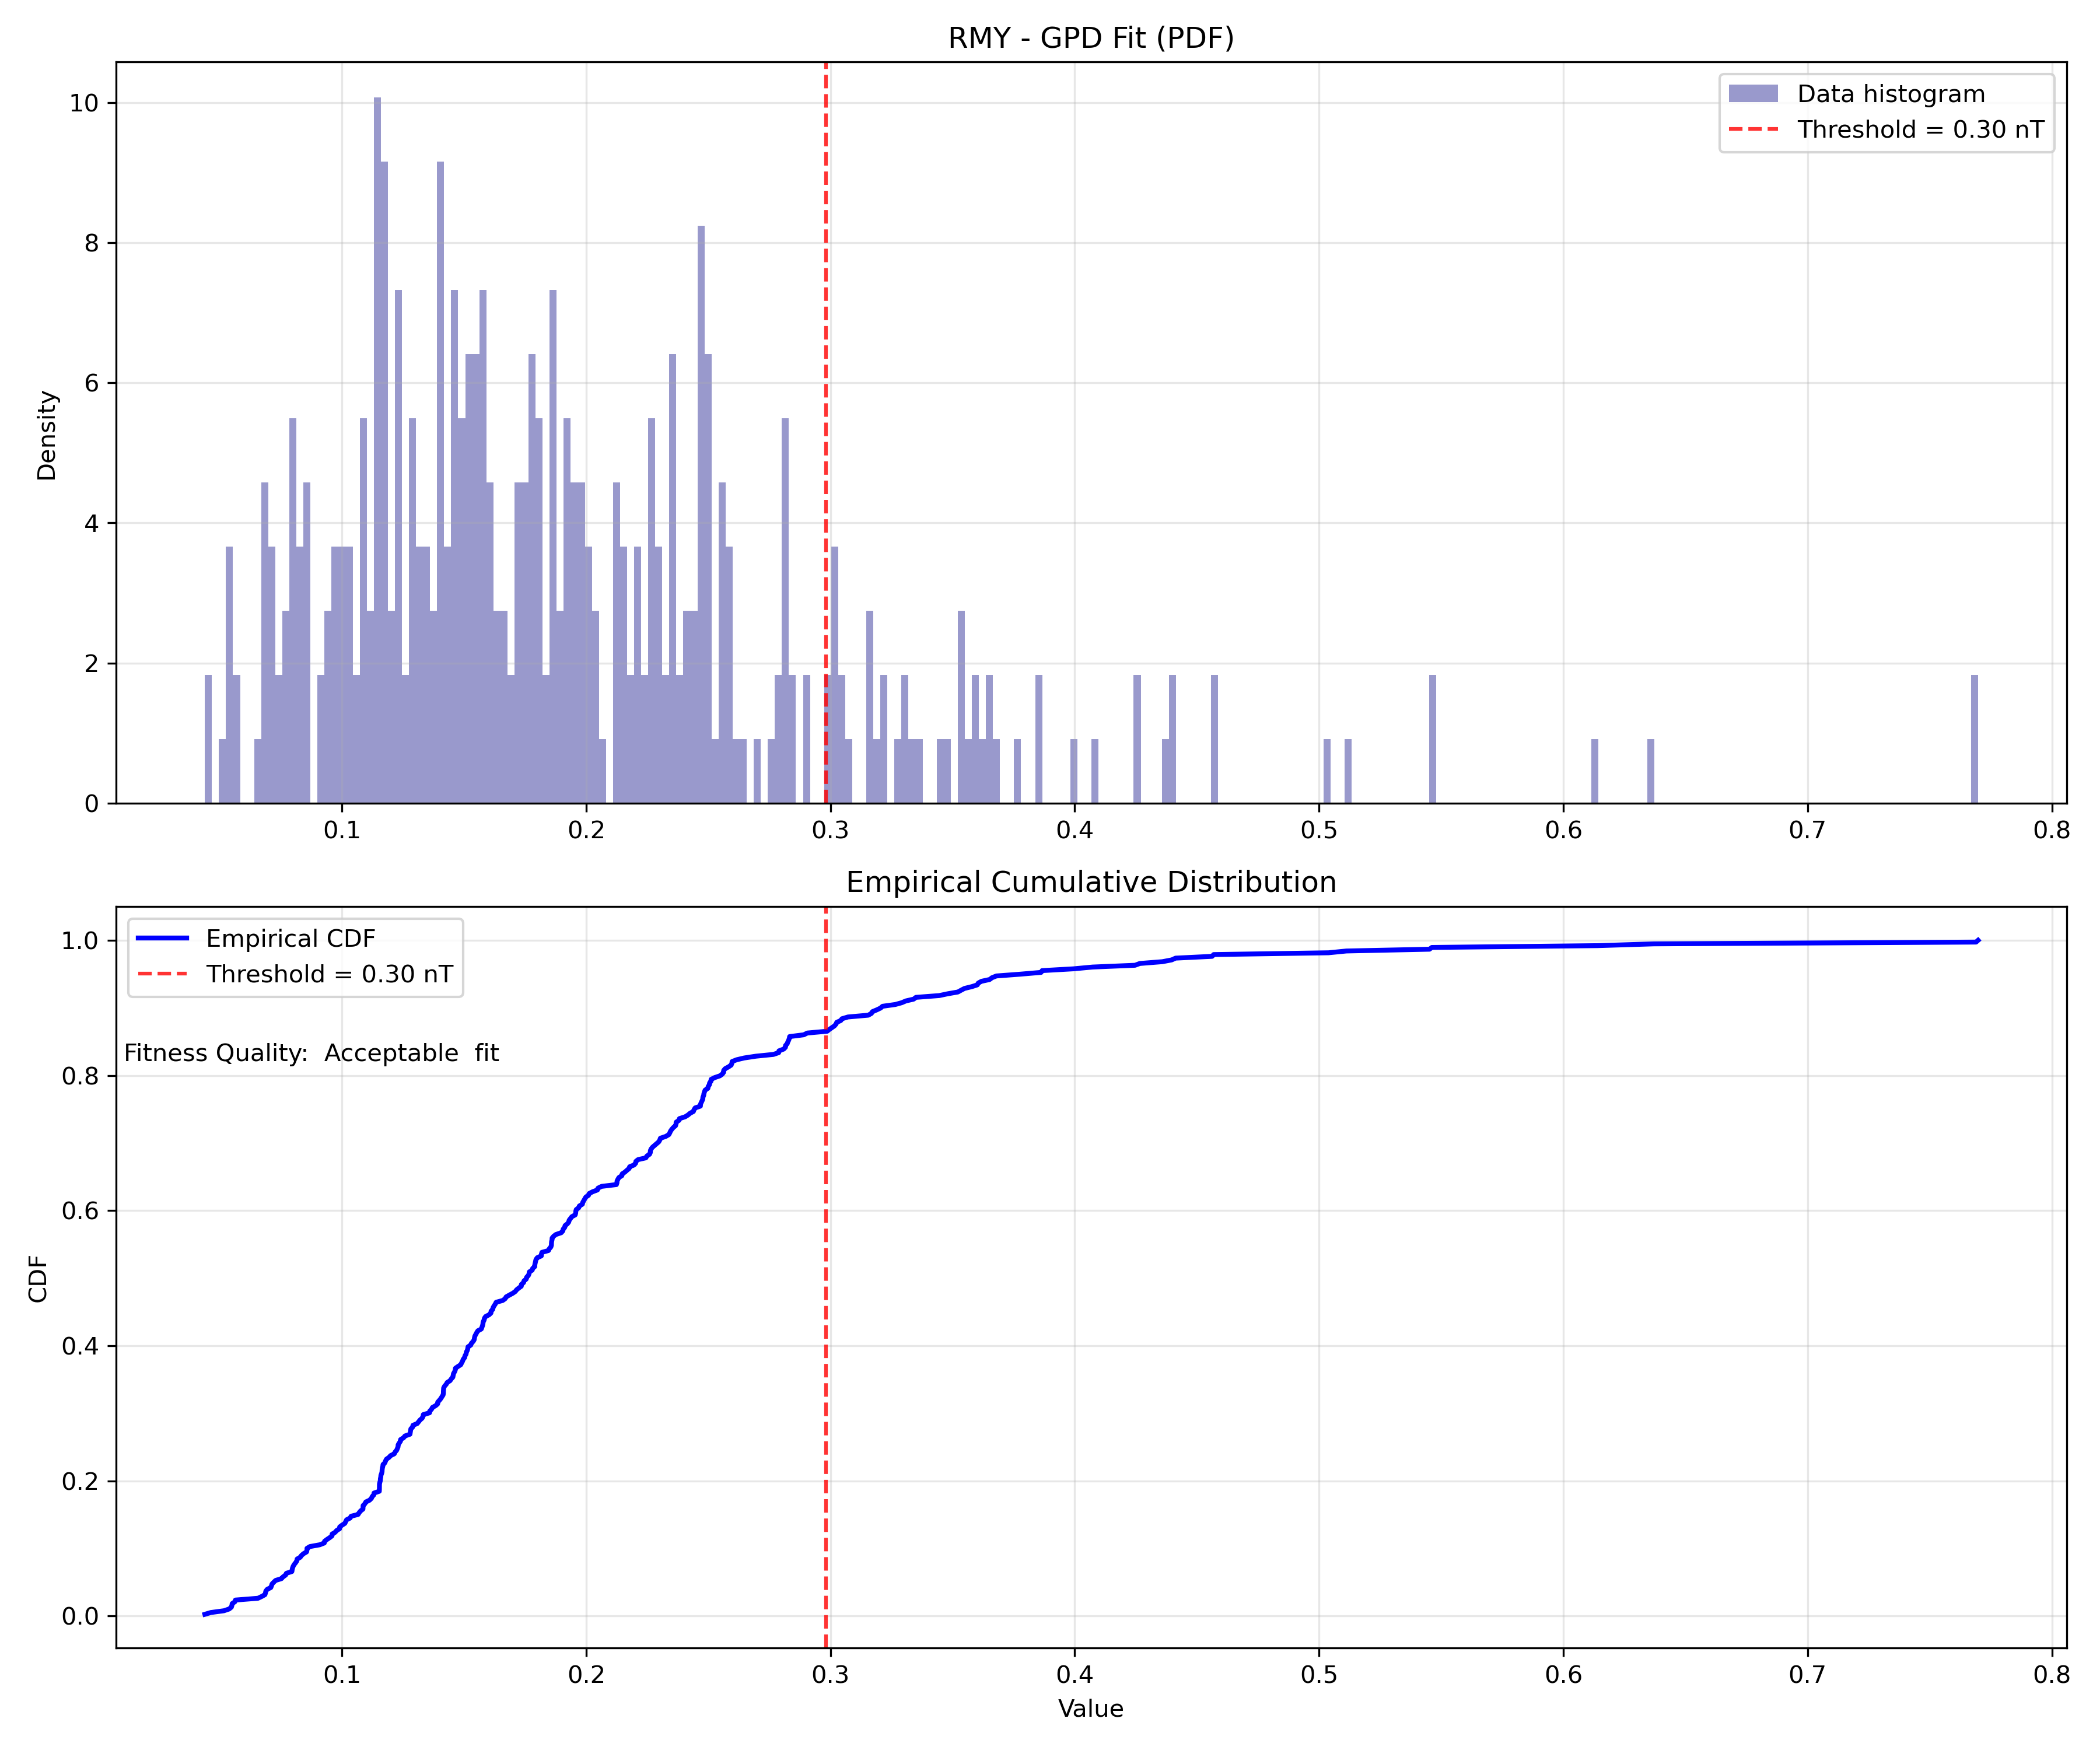 RMY - GPD Fit (PDF)
Data histogram
Threshold = 0.30 nT
Density
10
8
6
4
2
0
0.1 0.2 0.3 0.4 0.5 0.6 0.7 0.8
Empirical Cumulative Distribution
Empirical CDF
Threshold = 0.30 nT
Fitness Quality:  Acceptable  fit
CDF
1.0
0.8
0.6
0.4
0.2
0.0
0.1 0.2 0.3 0.4 0.5 0.6 0.7 0.8
Value